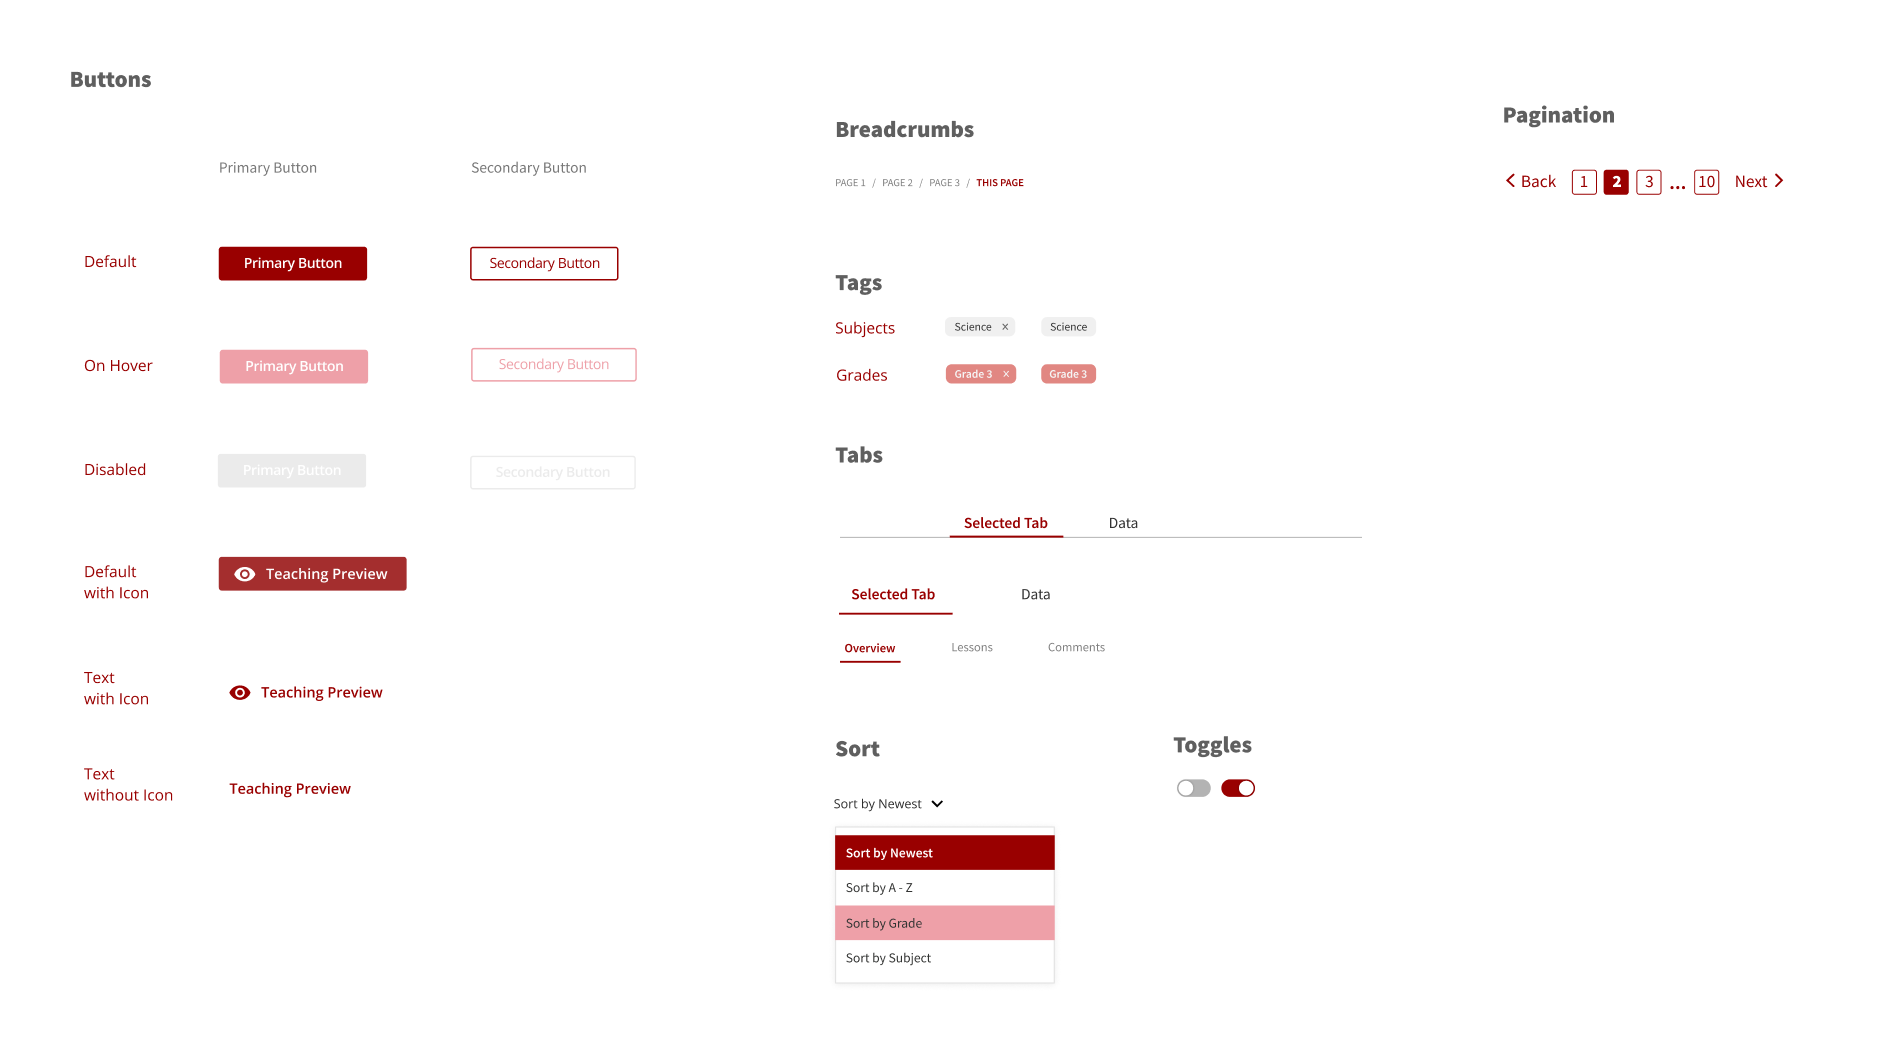 Buttons
Primary Button
Secondary Button
Default
Primary Button
Secondary Button
On Hover
Primary Button
Secondary Button
Disabled
Primary Button
Secondary Button
Default
with Icon
Teaching Preview
Text
with Icon
Teaching Preview
Text
without Icon
Teaching Preview
Breadcrumbs
PAGE 1 / PAGE 2 / PAGE 3 / THIS PAGE
Tags
Subjects
Science ×
Science
Grades
Grade 3 ×
Grade 3
Tabs
Selected Tab
Data
Selected Tab
Data
Overview
Lessons
Comments
Sort
Sort by Newest
Sort by Newest
Sort by A - Z
Sort by Grade
Sort by Subject
Toggles
Pagination
Back 1 2 3 ... 10 Next